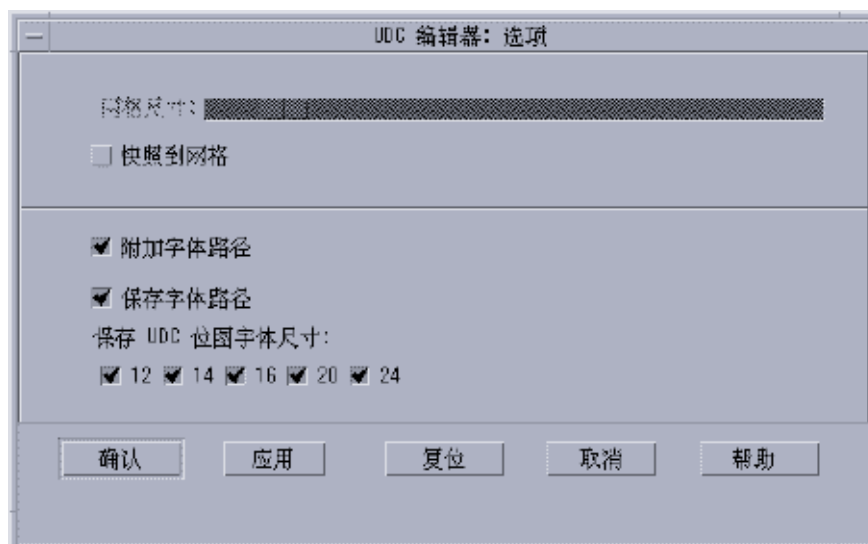 UDC 编辑器: 选项
网格尺寸:
快照到网格
附加字体路径
保存字体路径
保存 UDC 位图字体尺寸:
12 14 16 20 24
确认 应用 复位 取消 帮助